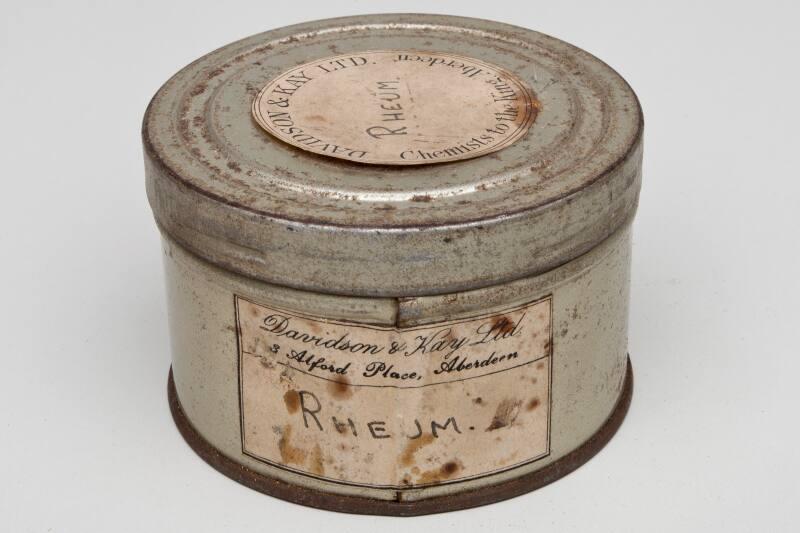 DAVIDSON & KAY LTD.
Chemists to the King, Aberdeen.
RHEUM.
Davidson & Kay Ltd.
3 Alford Place, Aberdeen
RHEUM.